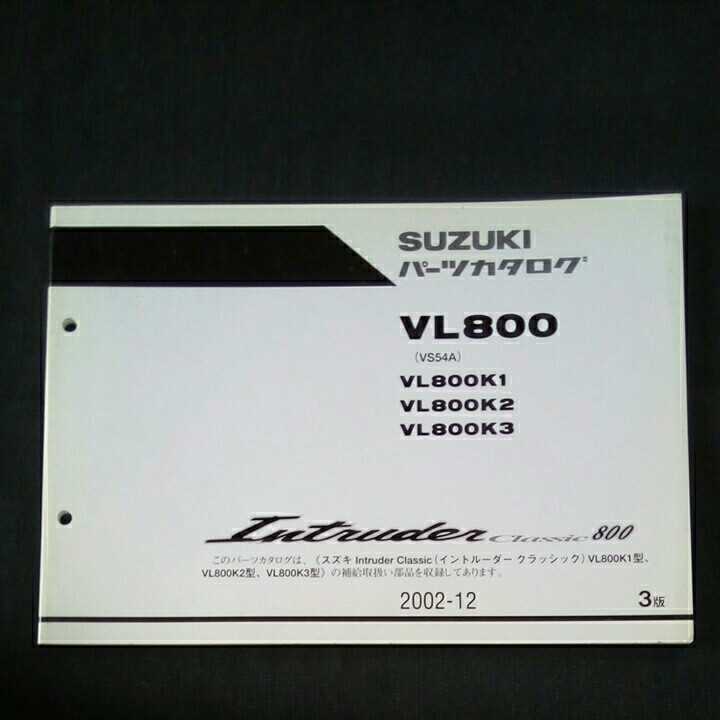 SUZUKI
パーツカタログ
VL800
(VS54A)
VL800K1
VL800K2
VL800K3
Intruder Classic 800
このパーツカタログは、《スズキ Intruder Classic(イントルーダー クラッシック)VL800K1型、
VL800K2型、VL800K3型》の補給取扱い部品を収録してあります。
2002-12 3版